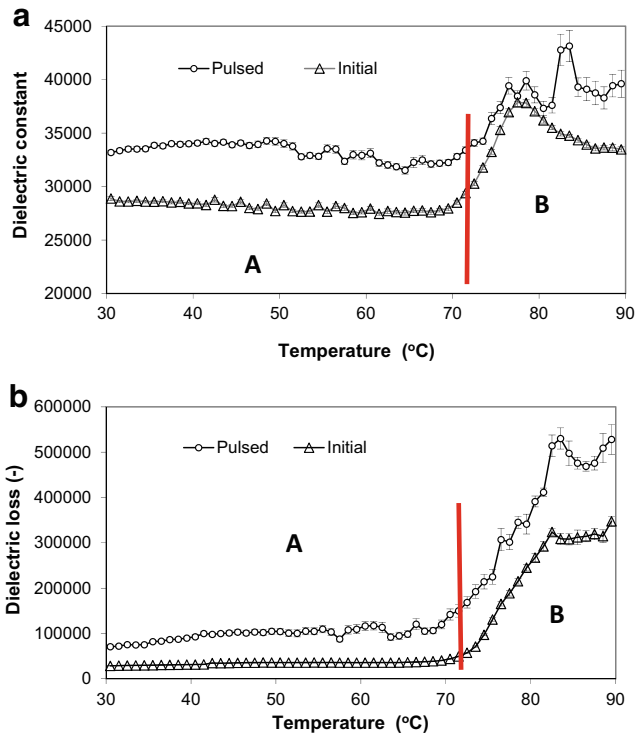 a
45000
40000
35000
30000
25000
20000
Dielectric constant
Pulsed Initial
A
B
30 40 50 60 70 80 90
Temperature (oC)
b
600000
500000
400000
300000
200000
100000
0
Dielectric loss (-)
Pulsed Initial
A
B
30 40 50 60 70 80 90
Temperature (oC)